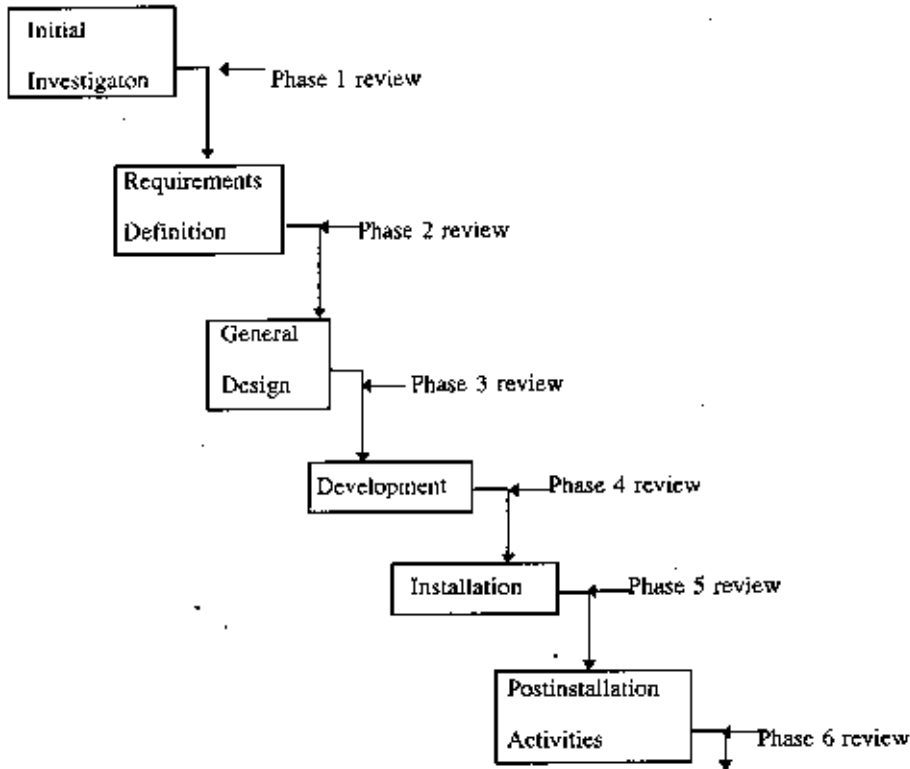 Initial
Investigaton
Phase 1 review
Requirements
Definition
Phase 2 review
General
Design
Phase 3 review
Development
Phase 4 review
Installation
Phase 5 review
Postinstallation
Activities
Phase 6 review